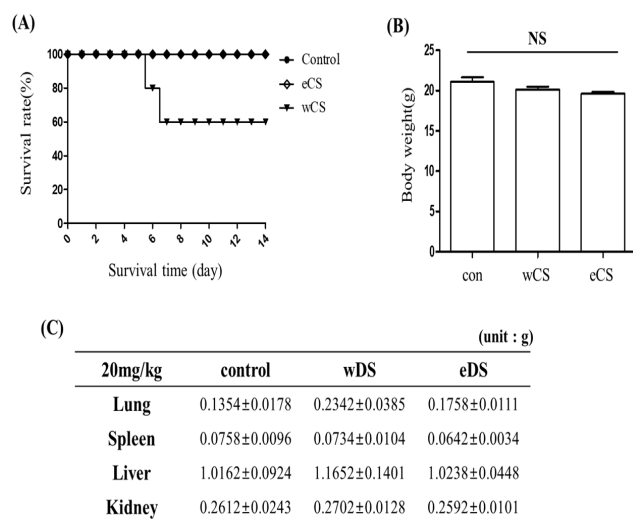 (A)
Survival rate(%)
100
80
60
40
20
0
0 2 4 6 8 10 12 14
Survival time (day)
Control
eCS
wCS
(B)
NS
Body weight(g)
25
20
15
10
5
0
con wCS eCS
(C)
(unit : g)
20mg/kg control wDS eDS
Lung 0.1354±0.0178 0.2342±0.0385 0.1758±0.0111
Spleen 0.0758±0.0096 0.0734±0.0104 0.0642±0.0034
Liver 1.0162±0.0924 1.1652±0.1401 1.0238±0.0448
Kidney 0.2612±0.0243 0.2702±0.0128 0.2592±0.0101